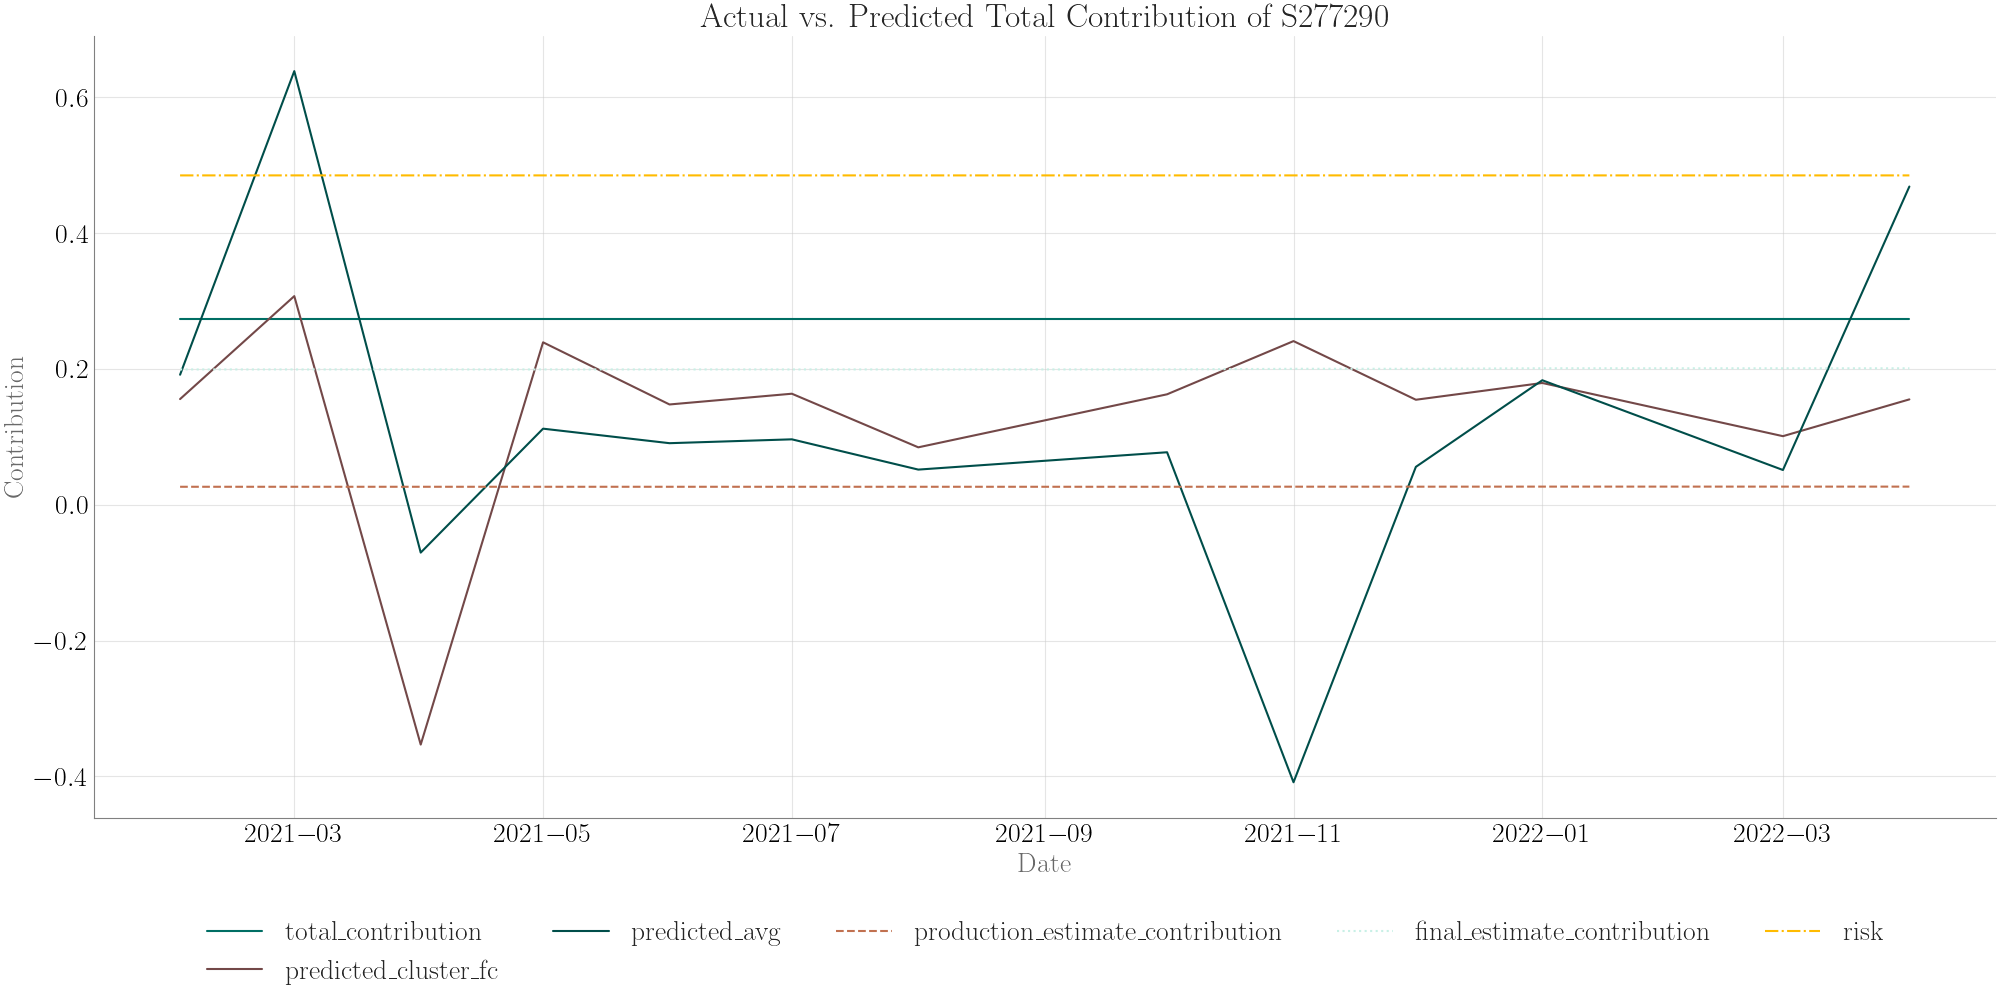 Actual vs. Predicted Total Contribution of S277290
Contribution
0.6
0.4
0.2
0.0
−0.2
−0.4
2021−03 2021−05 2021−07 2021−09 2021−11 2022−01 2022−03
Date
total_contribution predicted_avg production_estimate_contribution final_estimate_contribution risk
predicted_cluster_fc